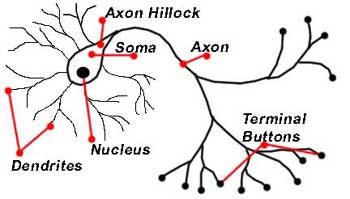 Axon Hillock
Soma
Axon
Terminal
Buttons
Nucleus
Dendrites